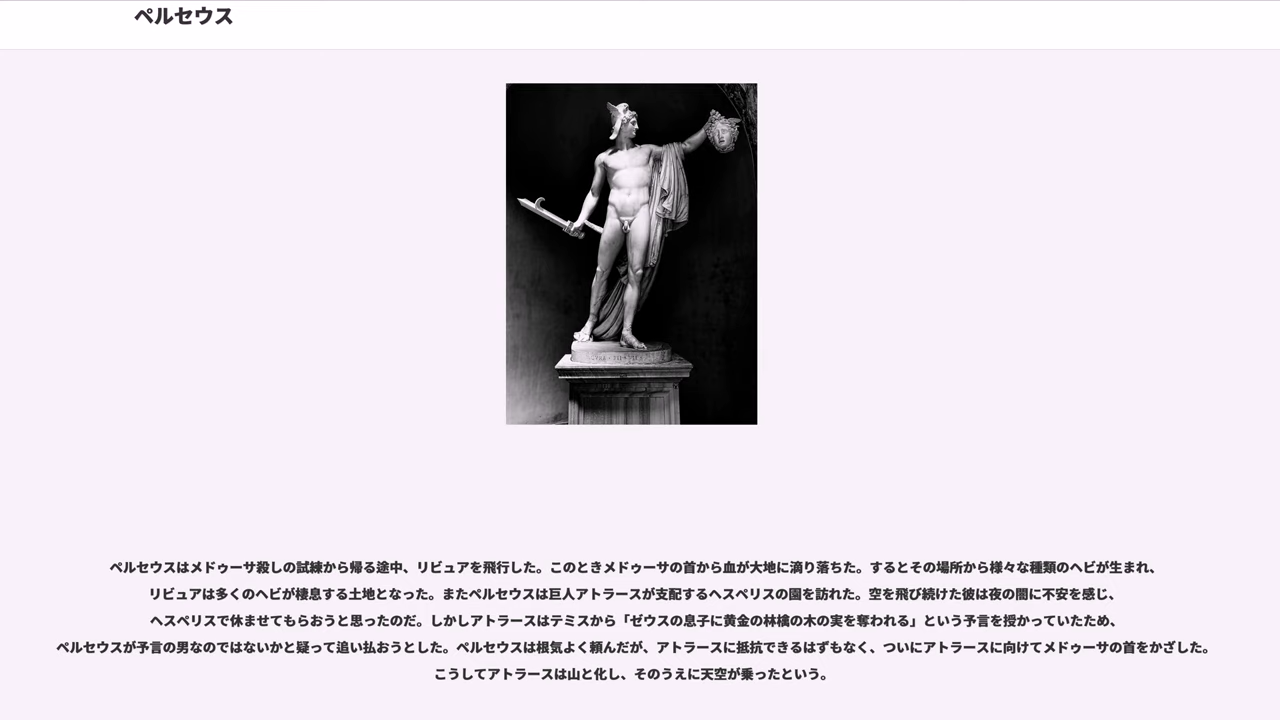 ペルセウス
ペルセウスはメドゥーサ殺しの試練から帰る途中、リビュアを飛行した。このときメドゥーサの首から血が大地に滴り落ちた。するとその場所から様々な種類のヘビが生まれ、
リビュアは多くのヘビが棲息する土地となった。またペルセウスは巨人アトラースが支配するヘスペリスの園を訪れた。空を飛び続けた彼は夜の闇に不安を感じ、
ヘスペリスで休ませてもらおうと思ったのだ。しかしアトラースはテミスから「ゼウスの息子に黄金の林檎の木の実を奪われる」という予言を授かっていたため、
ペルセウスが予言の男なのではないかと疑って追い払おうとした。ペルセウスは根気よく頼んだが、アトラースに抵抗できるはずもなく、ついにアトラースに向けてメドゥーサの首をかざした。
こうしてアトラースは山と化し、そのうえに天空が乗ったという。